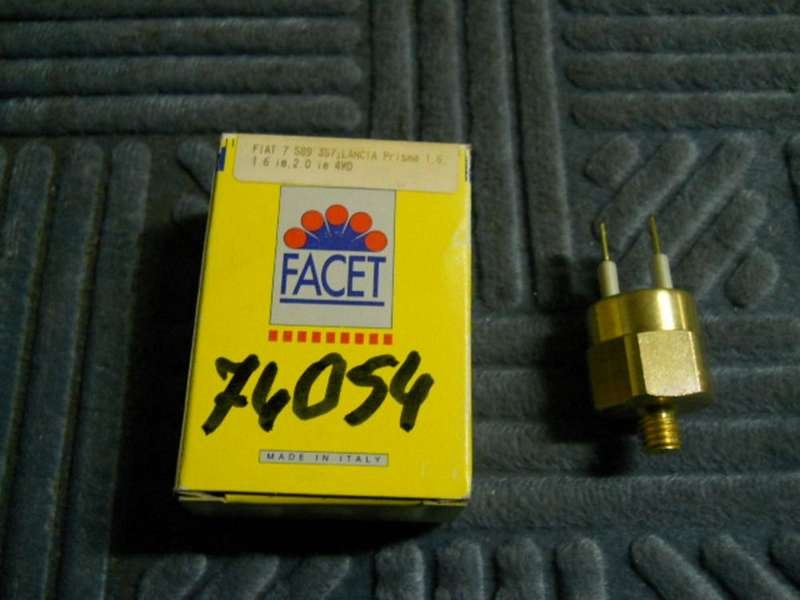 FIAT 7 589 357;LANCIA Prisma 1.6,
1.6 ie,2.0 ie 4WD
FACET
74054
MADE IN ITALY